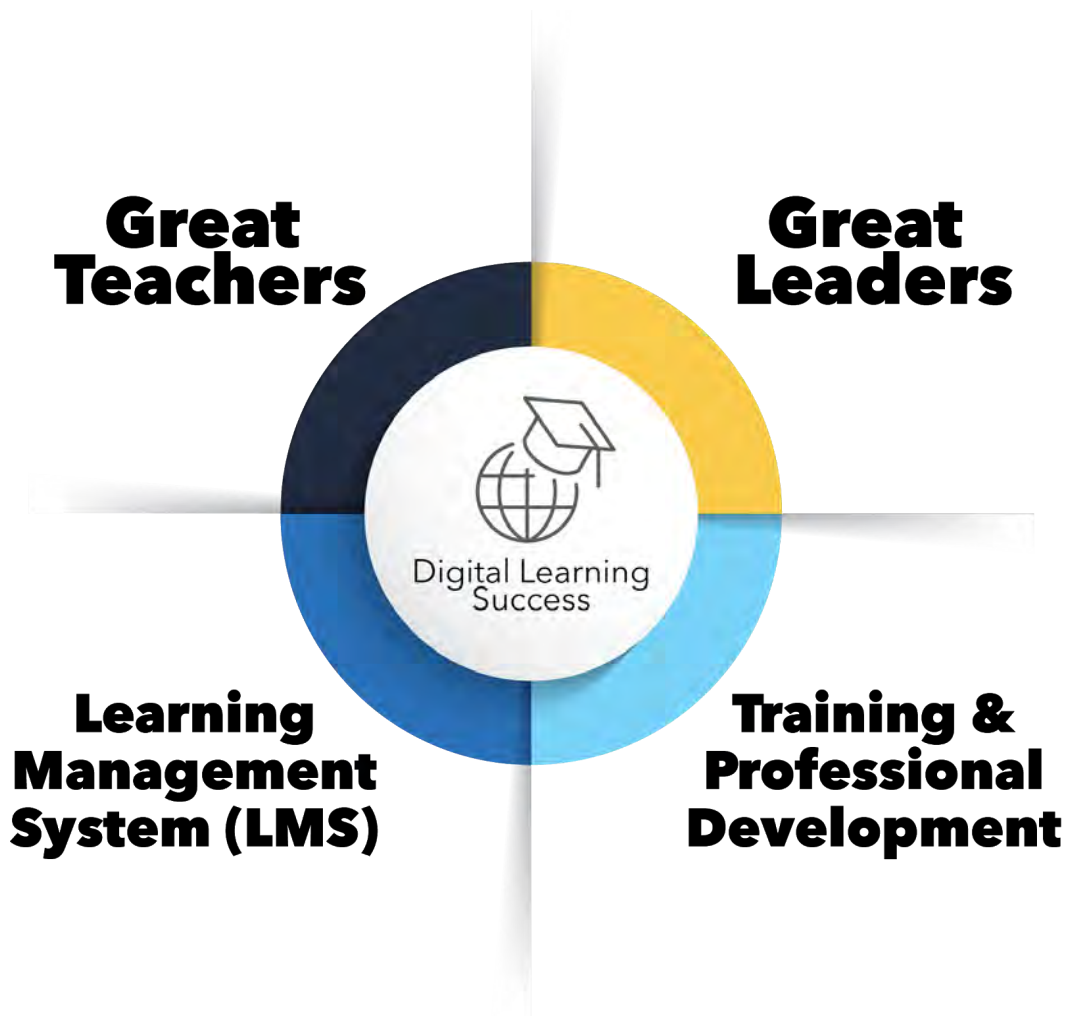 Great
Teachers
Great
Leaders
Digital Learning
Success
Learning
Management
System (LMS)
Training &
Professional
Development